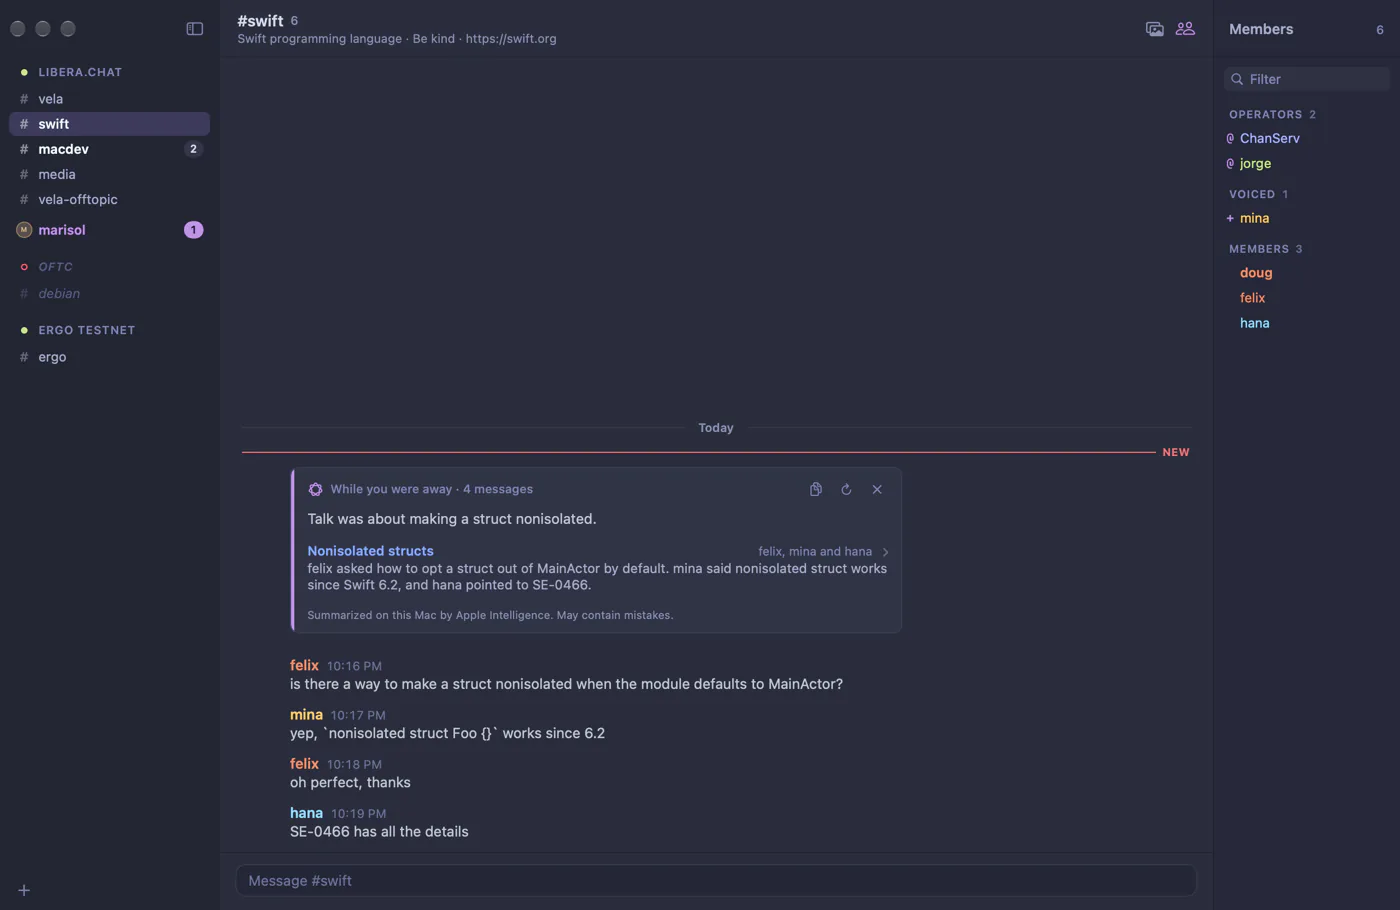 LIBERA.CHAT
# vela
# swift
# macdev 2
# media
# vela-offtopic
M marisol 1
OFTC
# debian
ERGO TESTNET
# ergo
+
#swift 6
Swift programming language · Be kind · https://swift.org
Today
NEW
While you were away · 4 messages
Talk was about making a struct nonisolated.
Nonisolated structs felix, mina and hana >
felix asked how to opt a struct out of MainActor by default. mina said nonisolated struct works
since Swift 6.2, and hana pointed to SE-0466.
Summarized on this Mac by Apple Intelligence. May contain mistakes.
felix 10:16 PM
is there a way to make a struct nonisolated when the module defaults to MainActor?
mina 10:17 PM
yep, `nonisolated struct Foo {}` works since 6.2
felix 10:18 PM
oh perfect, thanks
hana 10:19 PM
SE-0466 has all the details
Message #swift
Members 6
Filter
OPERATORS 2
@ ChanServ
@ jorge
VOICED 1
+ mina
MEMBERS 3
doug
felix
hana